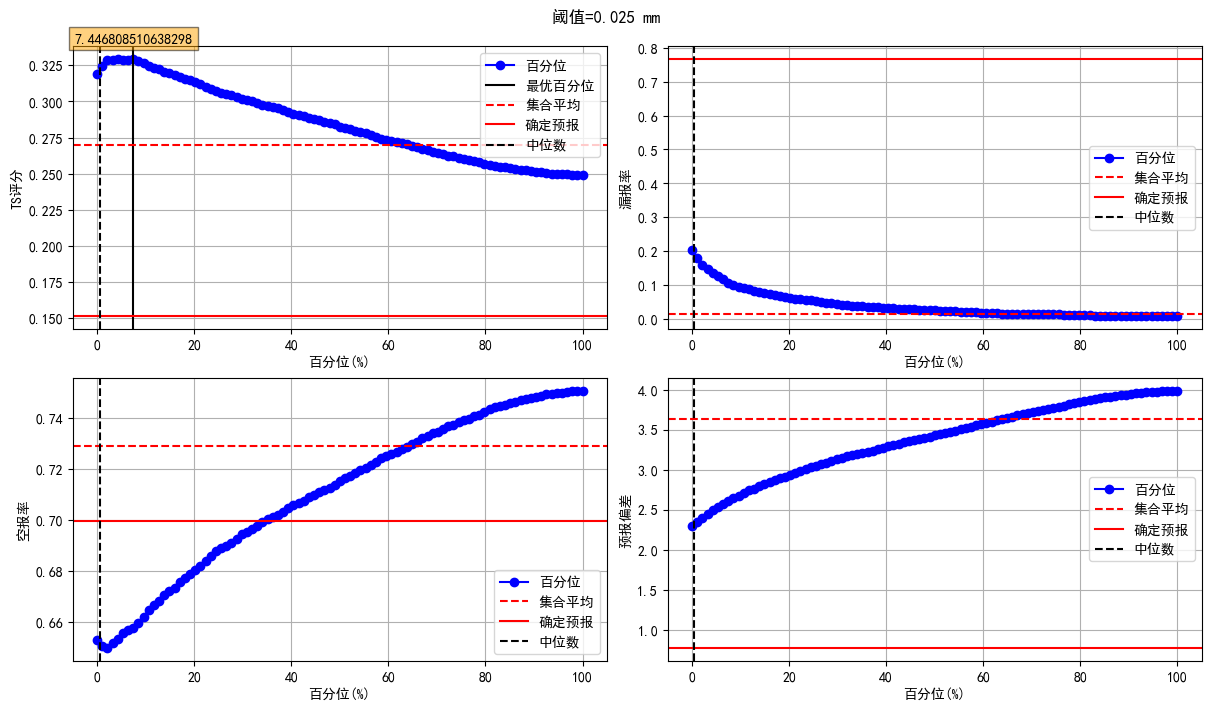 阈值=0.025 mm
7.446808510638298
TS评分
0.325
0.300
0.275
0.250
0.225
0.200
0.175
0.150
0 20 40 60 80 100
百分位(%)
百分位
最优百分位
集合平均
确定预报
中位数
漏报率
0.8
0.7
0.6
0.5
0.4
0.3
0.2
0.1
0.0
0 20 40 60 80 100
百分位(%)
百分位
集合平均
确定预报
中位数
空报率
0.74
0.72
0.70
0.68
0.66
0 20 40 60 80 100
百分位(%)
百分位
集合平均
确定预报
中位数
预报偏差
4.0
3.5
3.0
2.5
2.0
1.5
1.0
0 20 40 60 80 100
百分位(%)
百分位
集合平均
确定预报
中位数